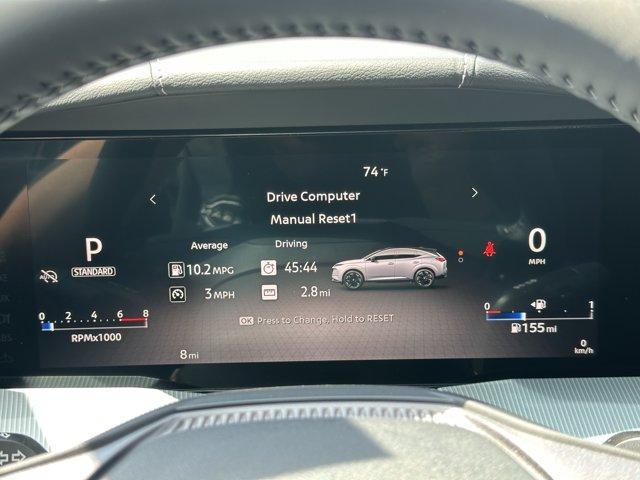 74°F
Drive Computer
Manual Reset1
Average Driving
P
STANDARD
10.2 MPG 45:44
3 MPH 2.8 mi
0
MPH
AUTO
OK Press to Change, Hold to RESET
0 2 4 6 8
RPMx1000
0 1
155 mi
8 mi
0
km/h